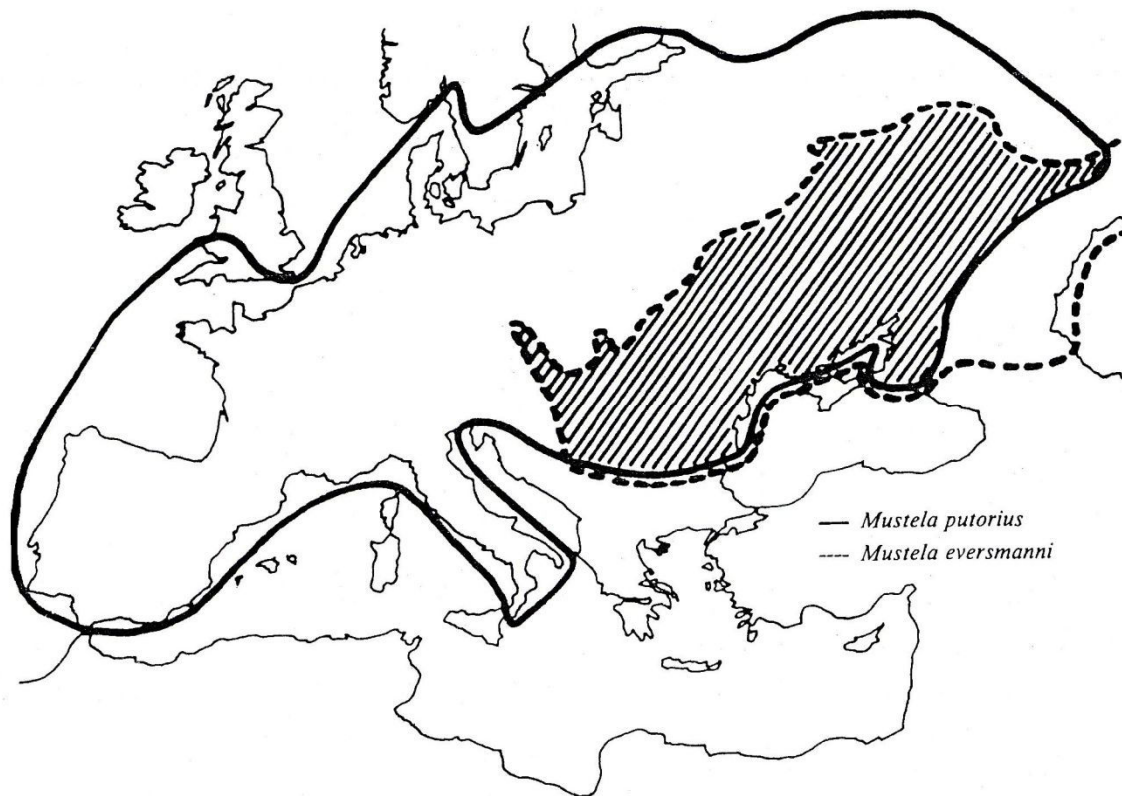 — Mustela putorius
---- Mustela eversmanni